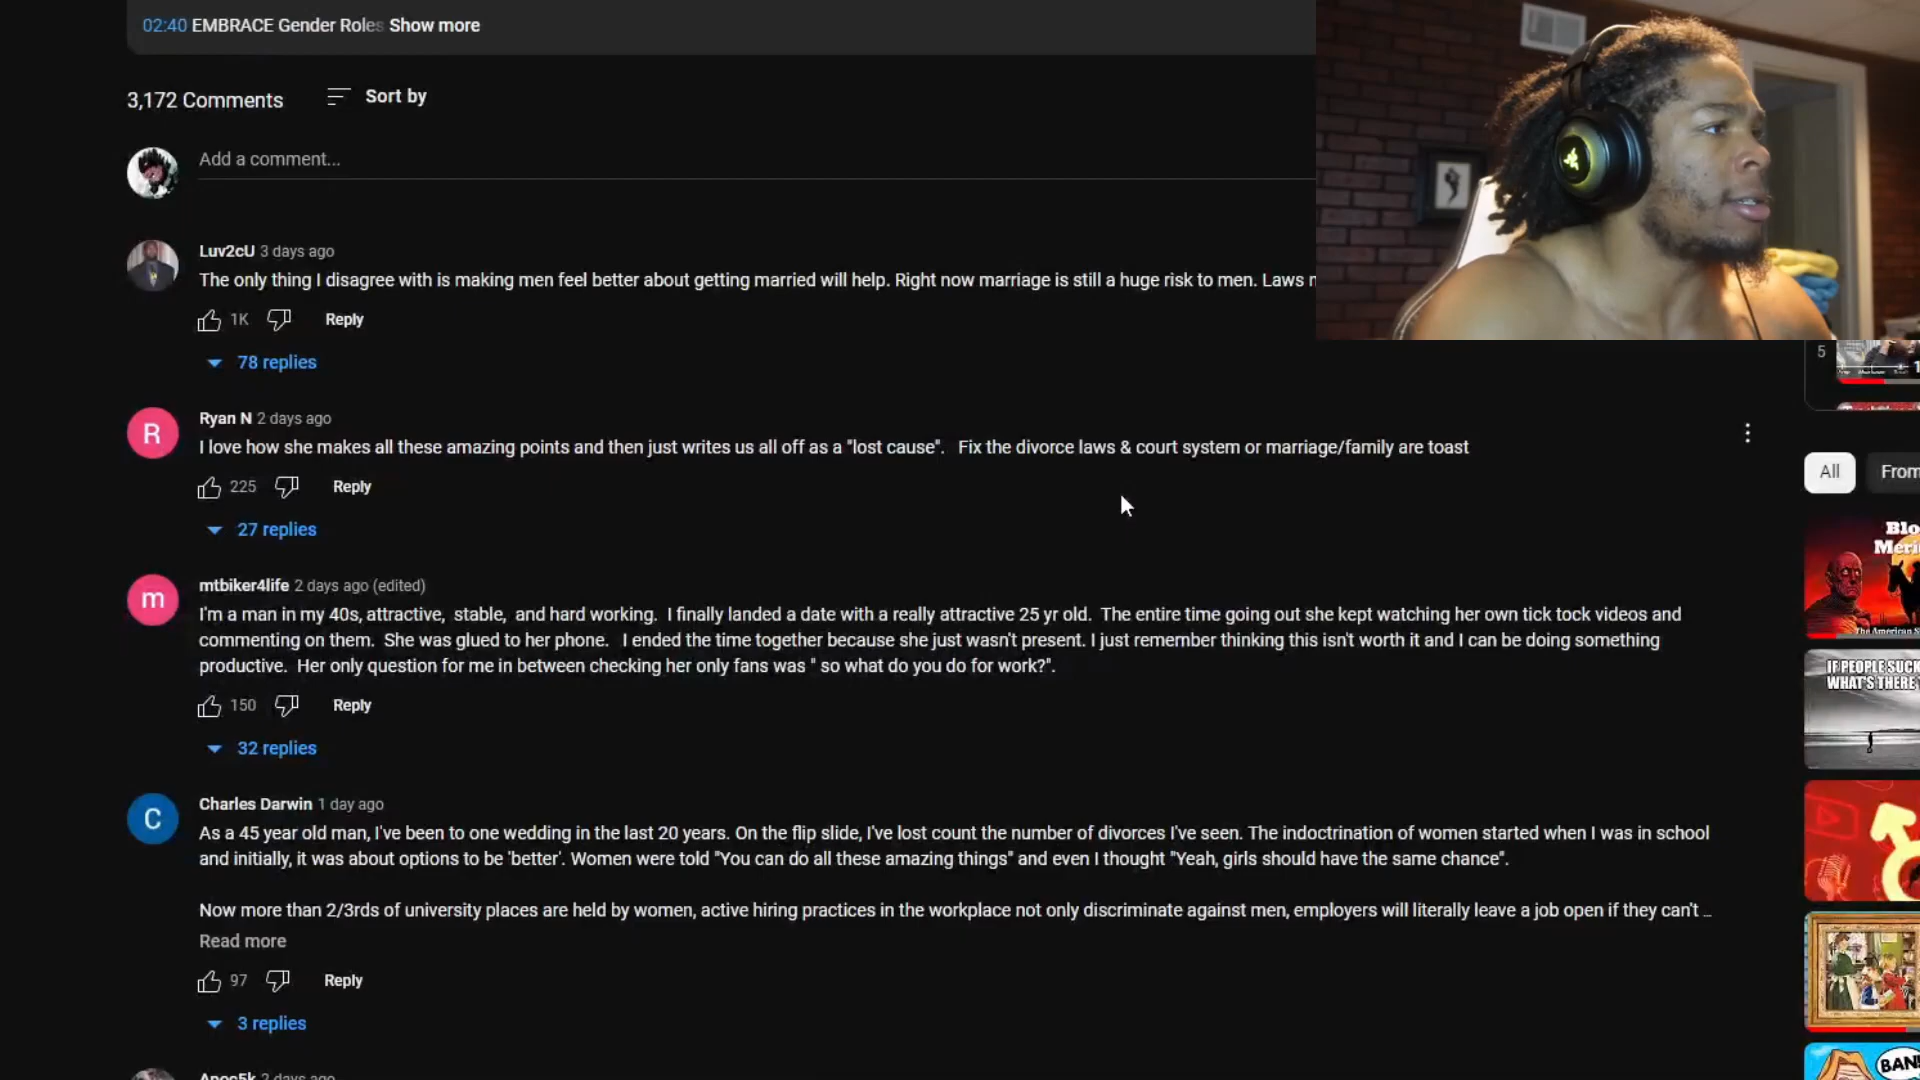 02:40 EMBRACE Gender Roles Show more
3,172 Comments Sort by
Add a comment...
Luv2cU 3 days ago
The only thing I disagree with is making men feel better about getting married will help. Right now marriage is still a huge risk to men. Laws
1K Reply
78 replies
5
Ryan N 2 days ago
I love how she makes all these amazing points and then just writes us all off as a "lost cause". Fix the divorce laws & court system or marriage/family are toast
225 Reply
27 replies
All From
mtbiker4life 2 days ago (edited)
I'm a man in my 40s, attractive, stable, and hard working. I finally landed a date with a really attractive 25 yr old. The entire time going out she kept watching her own tick tock videos and
commenting on them. She was glued to her phone. I ended the time together because she just wasn't present. I just remember thinking this isn't worth it and I can be doing something
productive. Her only question for me in between checking her only fans was " so what do you do for work?".
150 Reply
32 replies
Blo
Meri
The American S
IF PEOPLE SUCK
WHAT'S THERE
Charles Darwin 1 day ago
As a 45 year old man, I've been to one wedding in the last 20 years. On the flip slide, I've lost count the number of divorces I've seen. The indoctrination of women started when I was in school
and initially, it was about options to be 'better'. Women were told "You can do all these amazing things" and even I thought "Yeah, girls should have the same chance".
Now more than 2/3rds of university places are held by women, active hiring practices in the workplace not only discriminate against men, employers will literally leave a job open if they can't ...
Read more
97 Reply
3 replies
R
m
C
BAN
Apoc5k 2 days ago